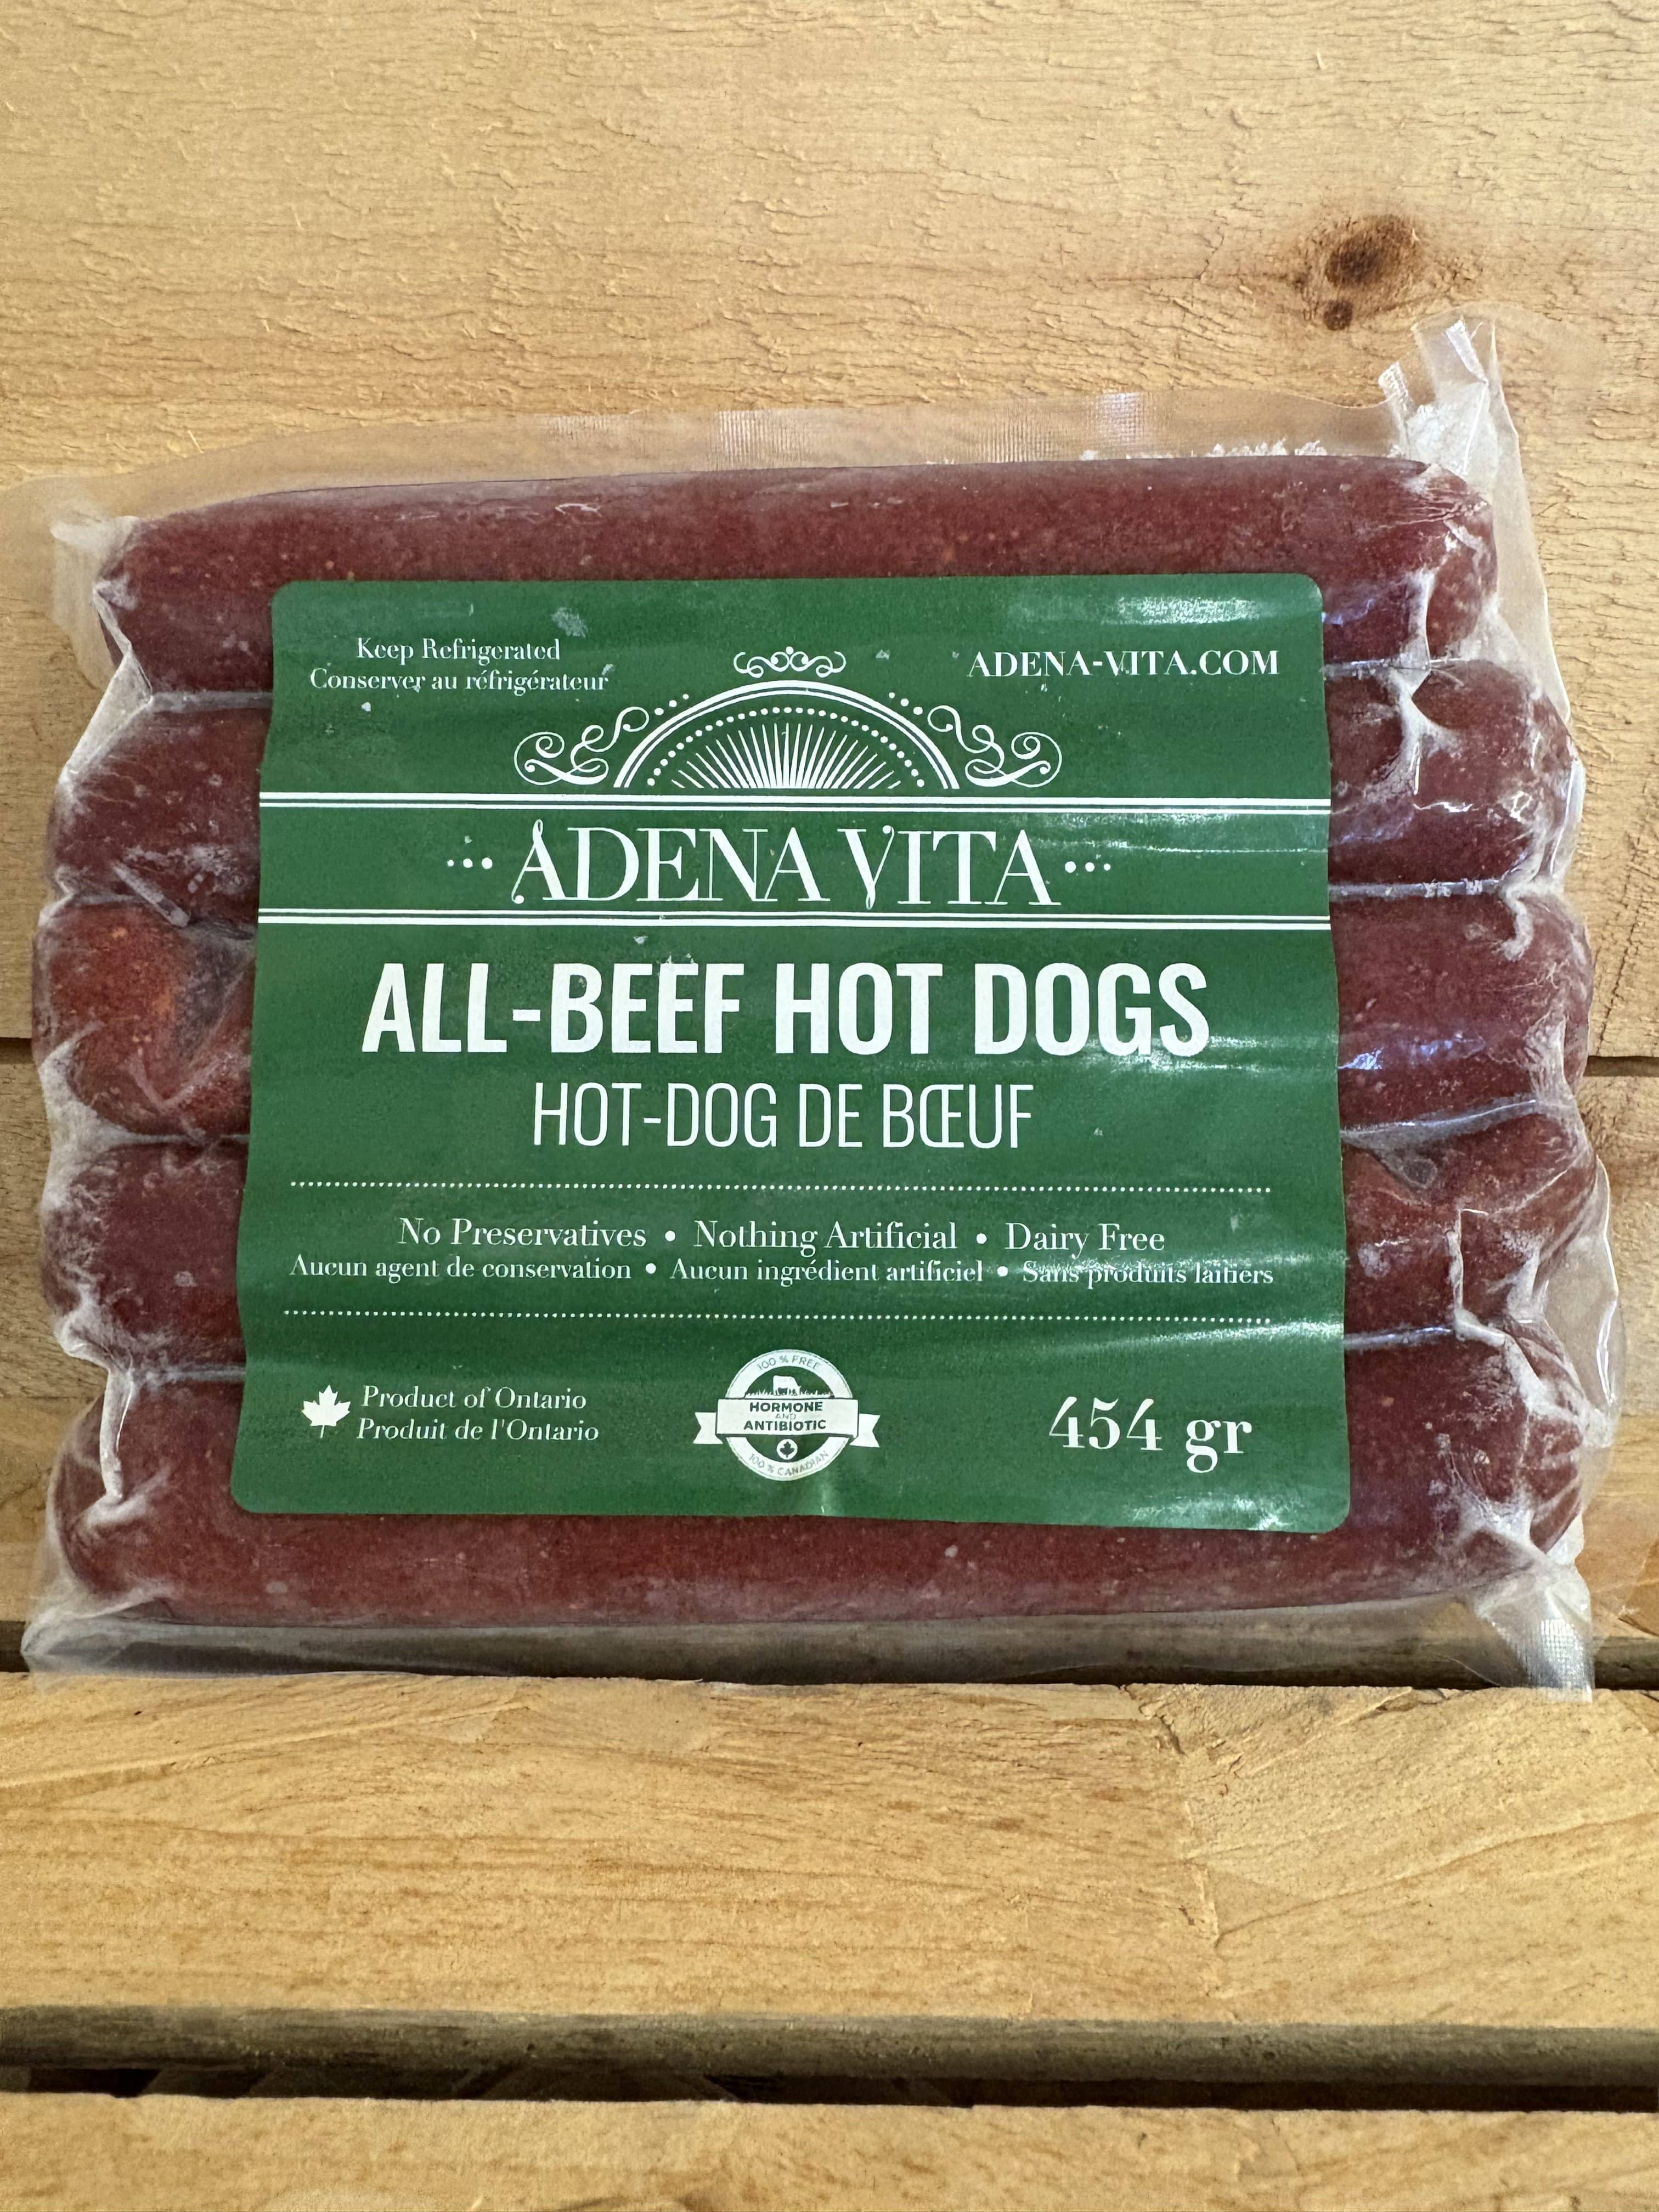 Keep Refrigerated
Conserver au réfrigérateur
ADENA-VITA.COM
ADENA VITA
ALL-BEEF HOT DOGS
HOT-DOG DE BŒUF
No Preservatives • Nothing Artificial • Dairy Free
Aucun agent de conservation • Aucun ingrédient artificiel • Sans produits laitiers
Product of Ontario
Produit de l'Ontario
100 % FREE
HORMONE
AND
ANTIBIOTIC
100 % CANADIAN
454 gr